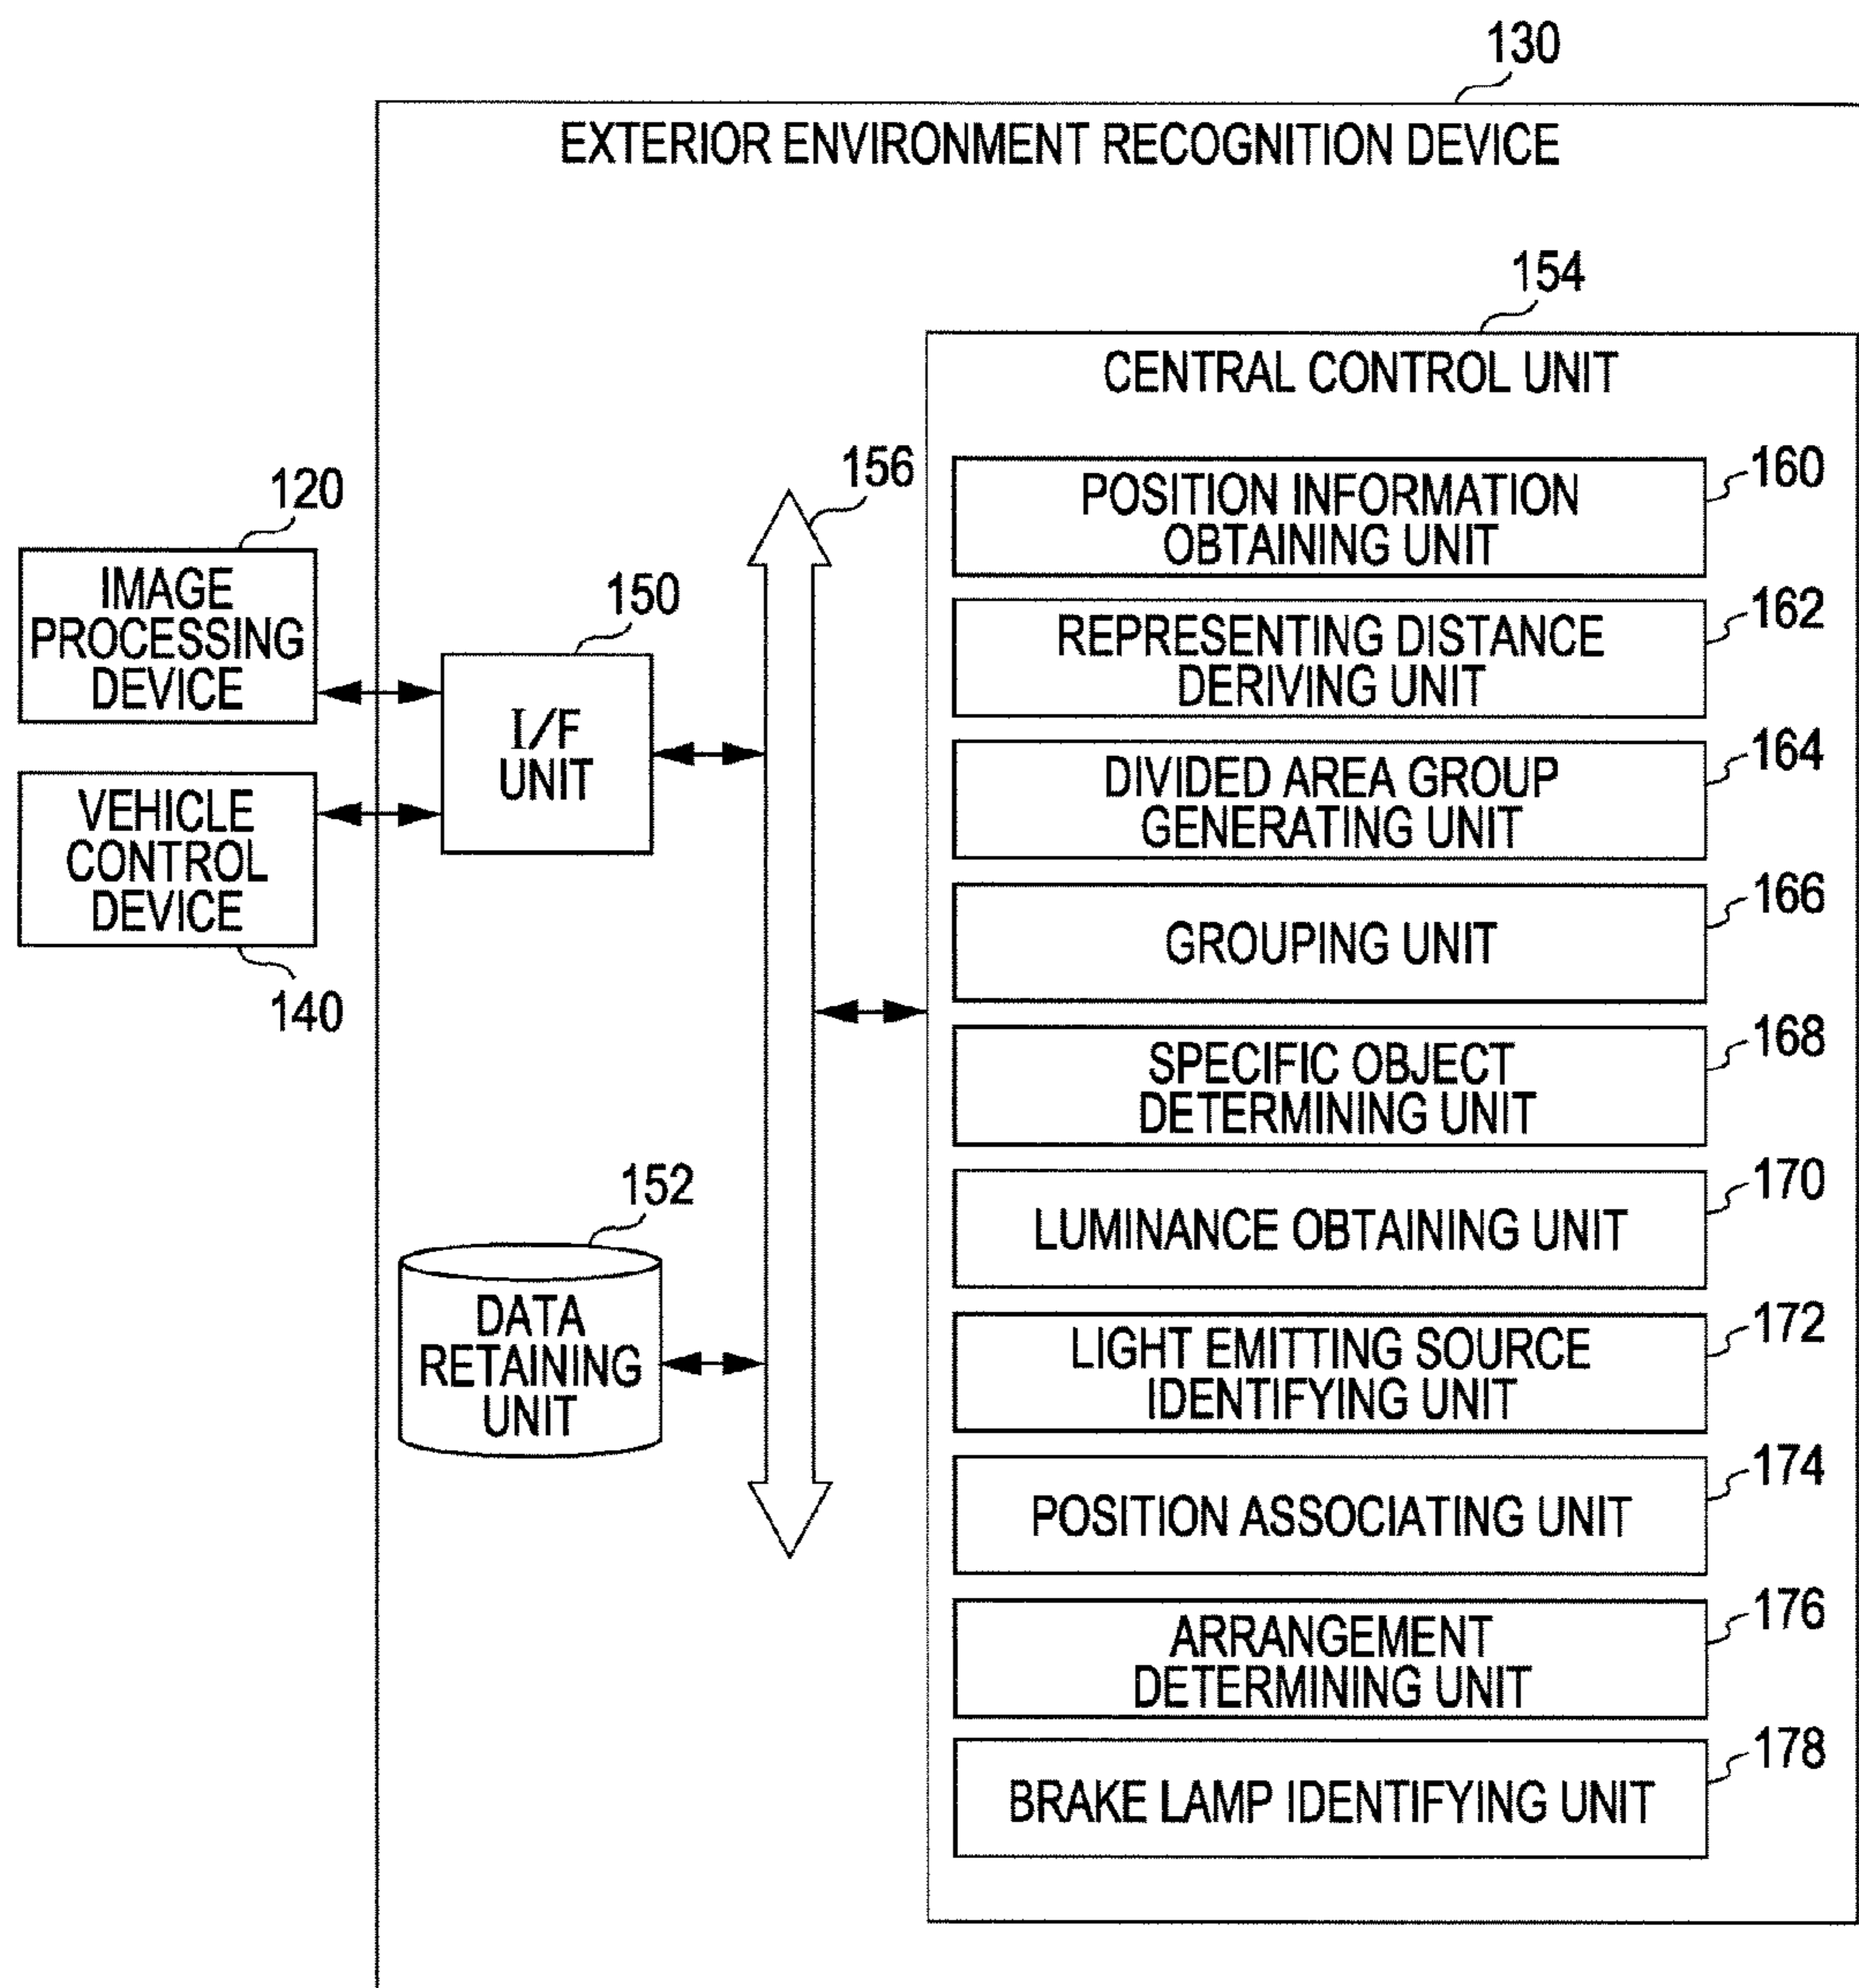 130
EXTERIOR ENVIRONMENT RECOGNITION DEVICE
154
CENTRAL CONTROL UNIT
120
IMAGE
PROCESSING
DEVICE
VEHICLE
CONTROL
DEVICE
140
150
I/F
UNIT
156
152
DATA
RETAINING
UNIT
160
POSITION INFORMATION
OBTAINING UNIT
162
REPRESENTING DISTANCE
DERIVING UNIT
164
DIVIDED AREA GROUP
GENERATING UNIT
166
GROUPING UNIT
168
SPECIFIC OBJECT
DETERMINING UNIT
170
LUMINANCE OBTAINING UNIT
172
LIGHT EMITTING SOURCE
IDENTIFYING UNIT
174
POSITION ASSOCIATING UNIT
176
ARRANGEMENT
DETERMINING UNIT
178
BRAKE LAMP IDENTIFYING UNIT